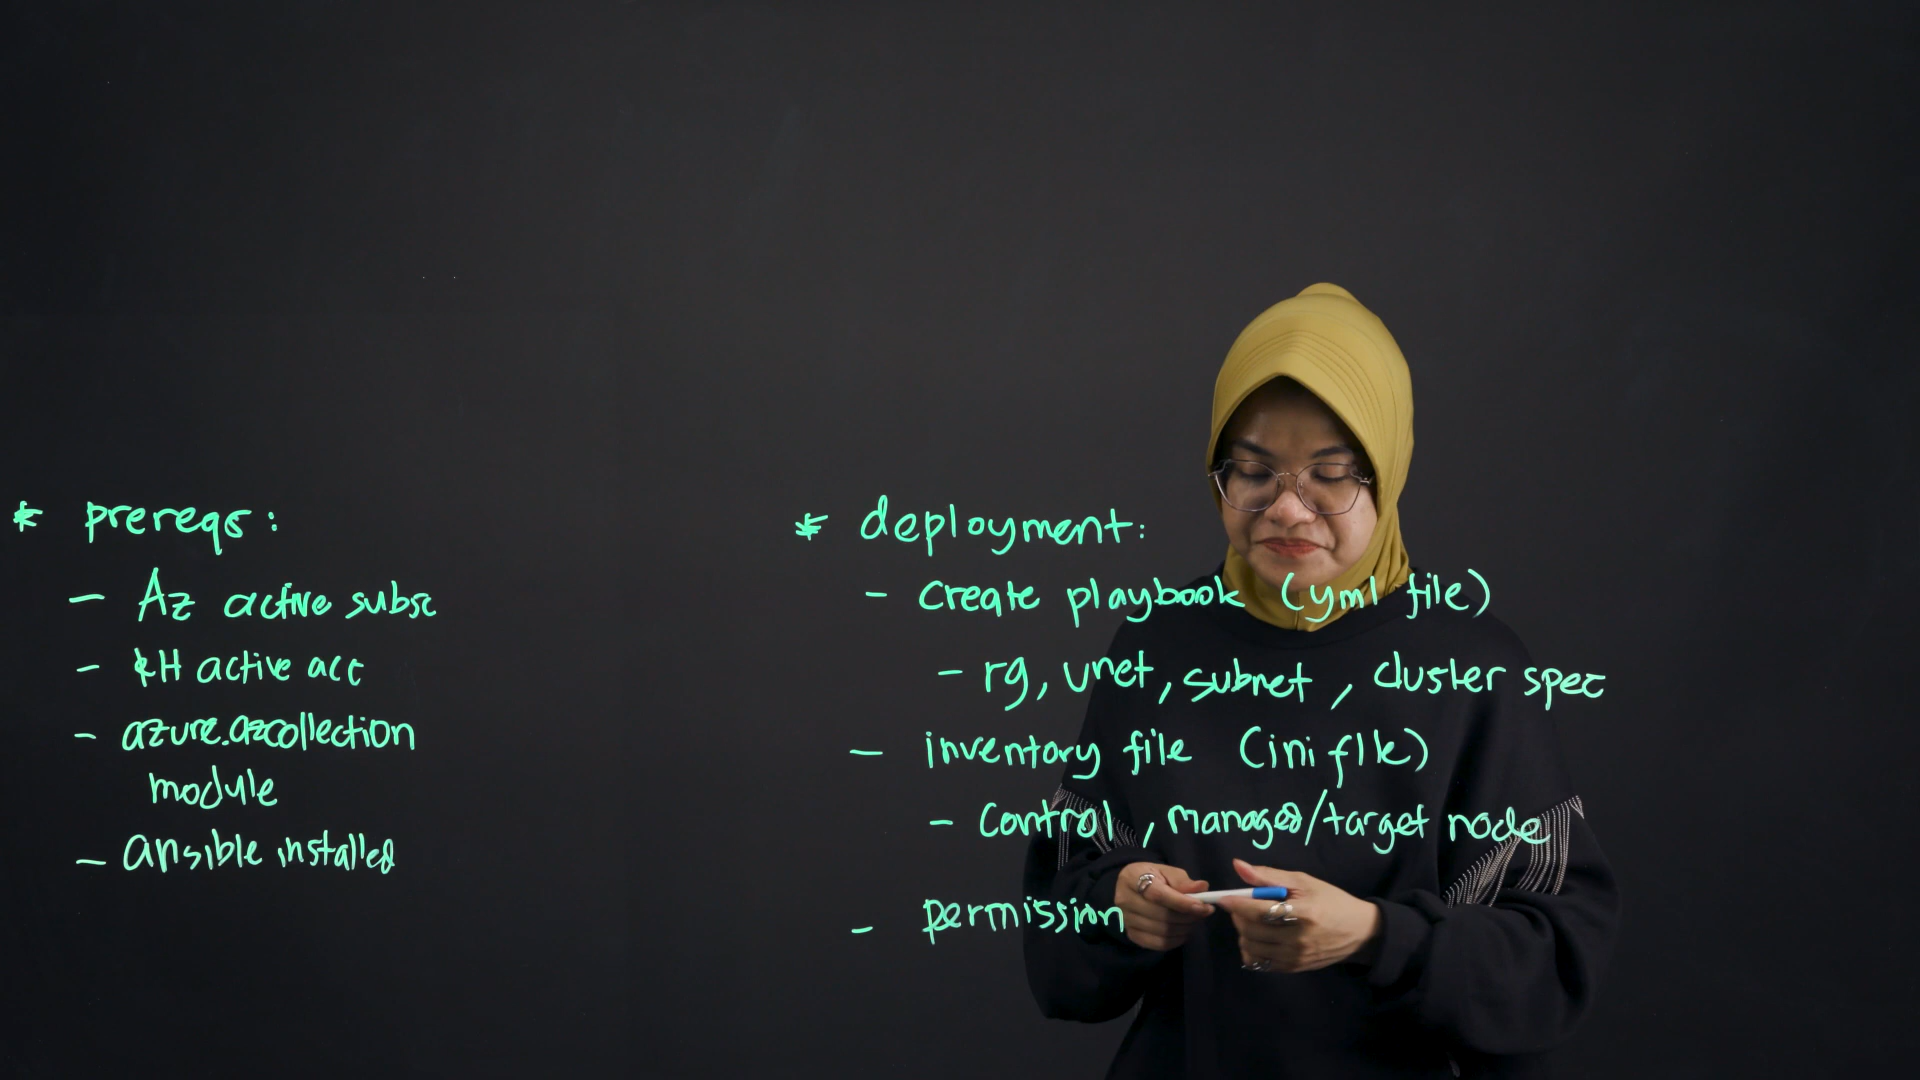 * prereqs:
- Az active subsc
- RH active acc
- azure.azcollection
module
- ansible installed
* deployment:
- Create playbook (yml file)
- rg, vnet, subnet, cluster spec
- inventory file (ini file)
- Control, managed/target node
- permission